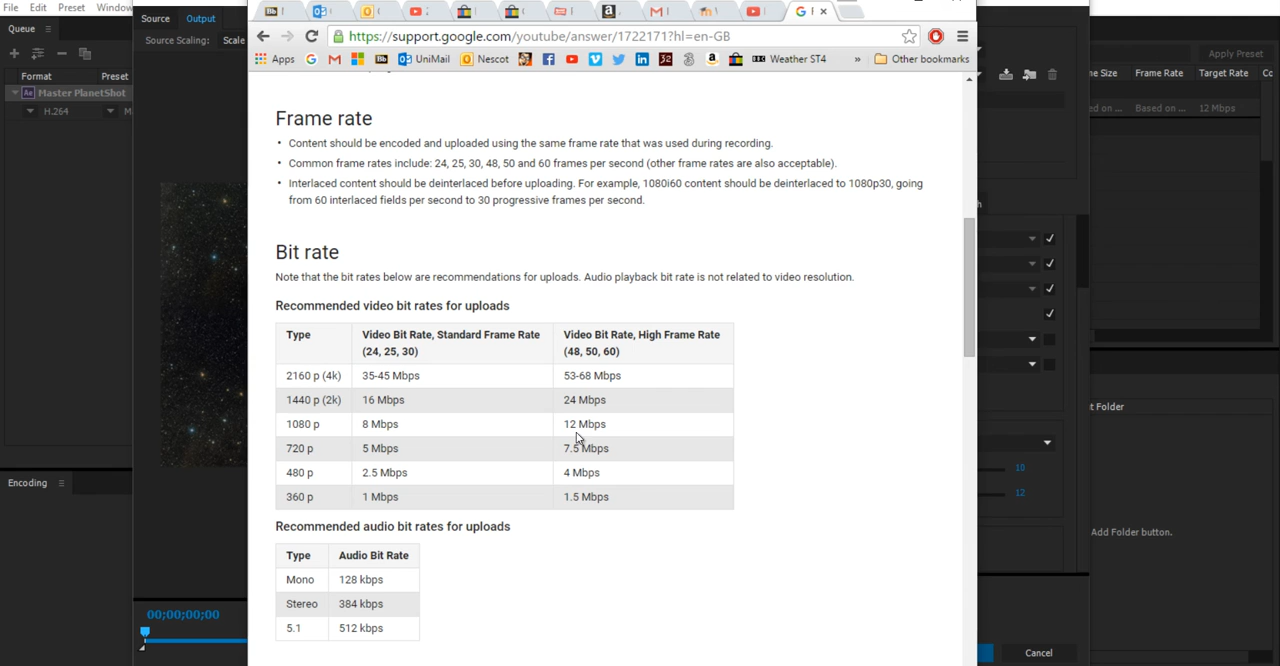 File Edit Preset Window
Queue
Format Preset
Master PlanetShot
H.264
Encoding
Source Output
Source Scaling: Scale
00;00;00;00
https://support.google.com/youtube/answer/1722171?hl=en-GB
Apps UniMail Nescot Weather ST4 » Other bookmarks
Frame rate
• Content should be encoded and uploaded using the same frame rate that was used during recording.
• Common frame rates include: 24, 25, 30, 48, 50 and 60 frames per second (other frame rates are also acceptable).
• Interlaced content should be deinterlaced before uploading. For example, 1080i60 content should be deinterlaced to 1080p30, going
from 60 interlaced fields per second to 30 progressive frames per second.
Bit rate
Note that the bit rates below are recommendations for uploads. Audio playback bit rate is not related to video resolution.
Recommended video bit rates for uploads
Type Video Bit Rate, Standard Frame Rate Video Bit Rate, High Frame Rate
(24, 25, 30) (48, 50, 60)
2160 p (4k) 35-45 Mbps 53-68 Mbps
1440 p (2k) 16 Mbps 24 Mbps
1080 p 8 Mbps 12 Mbps
720 p 5 Mbps 7.5 Mbps
480 p 2.5 Mbps 4 Mbps
360 p 1 Mbps 1.5 Mbps
Recommended audio bit rates for uploads
Type Audio Bit Rate
Mono 128 kbps
Stereo 384 kbps
5.1 512 kbps
Apply Preset
me Size Frame Rate Target Rate Co
ed on ... Based on ... 12 Mbps
10
12
t Folder
Add Folder button.
Cancel